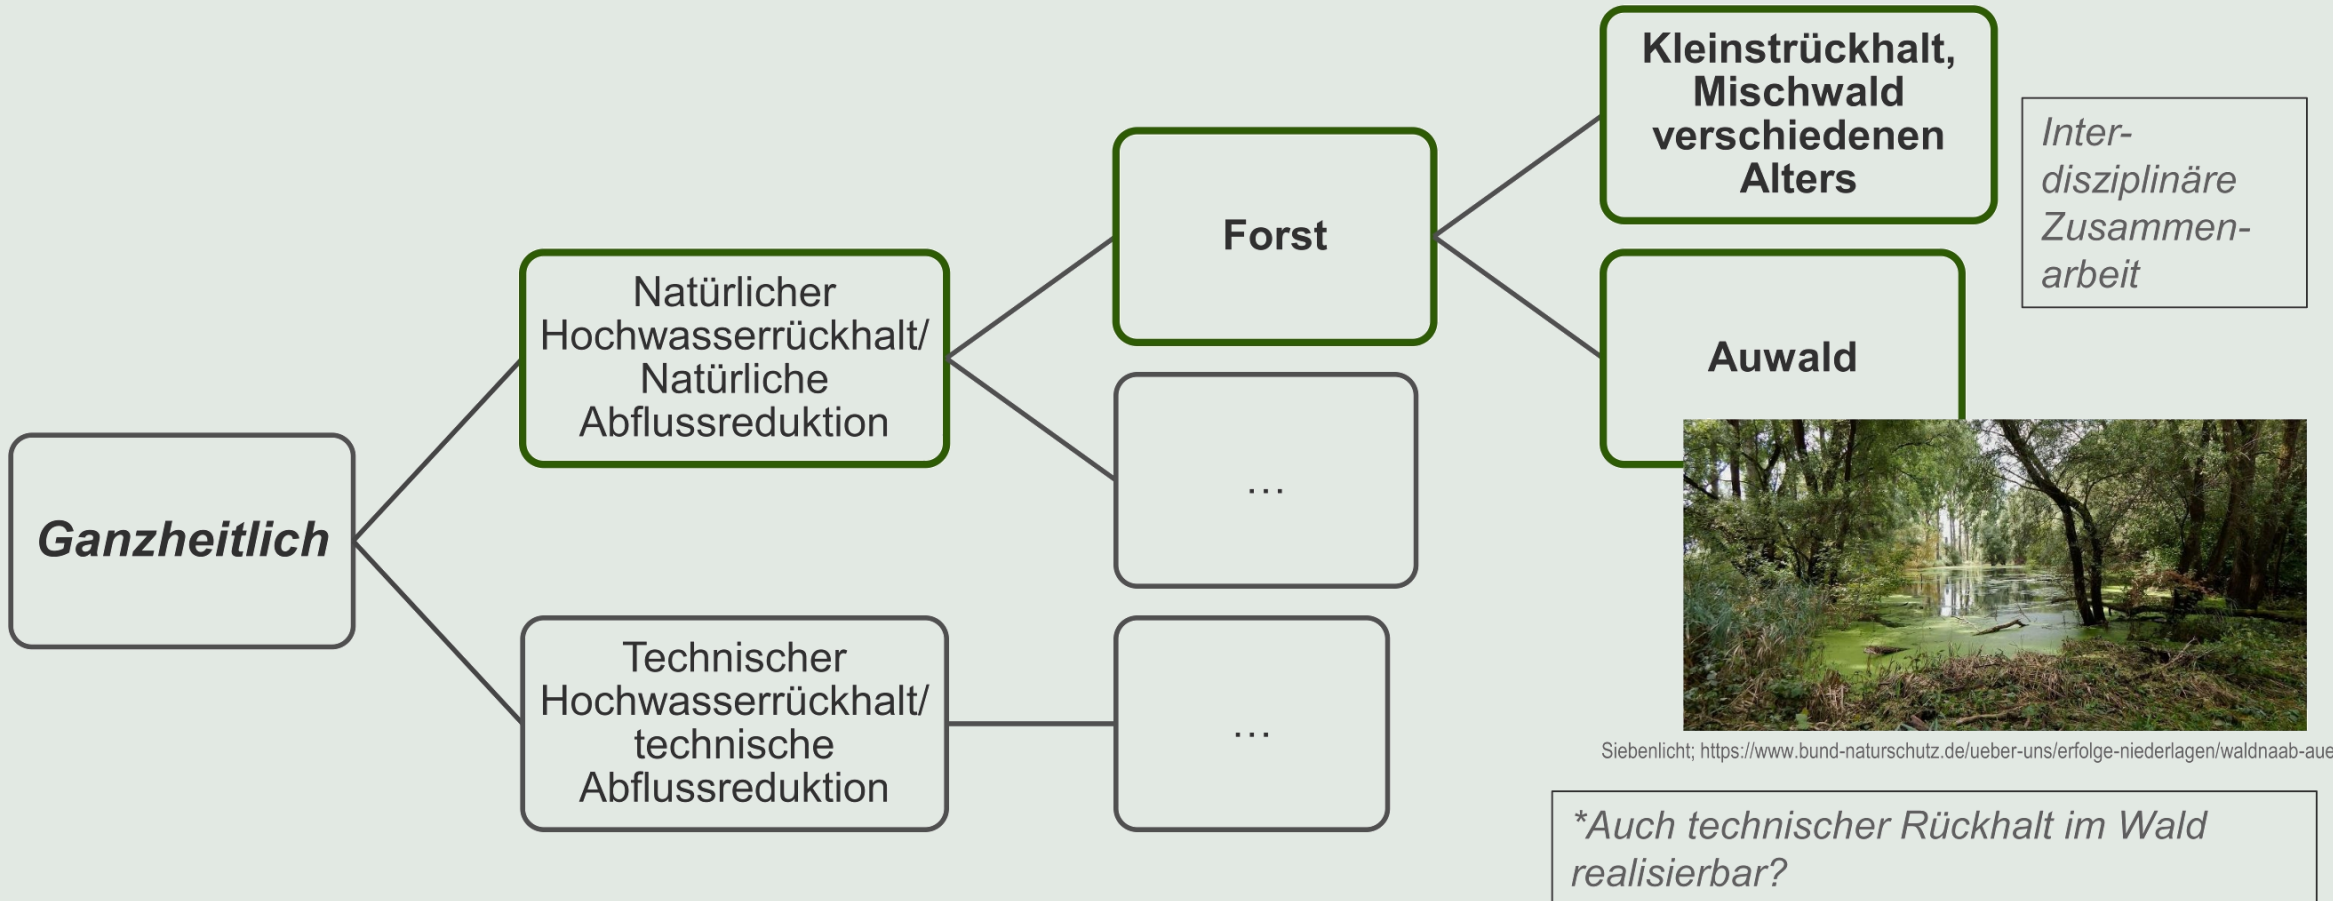 Ganzheitlich
Natürlicher
Hochwasserrückhalt/
Natürliche
Abflussreduktion
Technischer
Hochwasserrückhalt/
technische
Abflussreduktion
Forst
…
…
Kleinstrückhalt,
Mischwald
verschiedenen
Alters
Auwald
Inter-
disziplinäre
Zusammen-
arbeit
Siebenlicht; https://www.bund-naturschutz.de/ueber-uns/erfolge-niederlagen/waldnaab-aue
*Auch technischer Rückhalt im Wald
realisierbar?